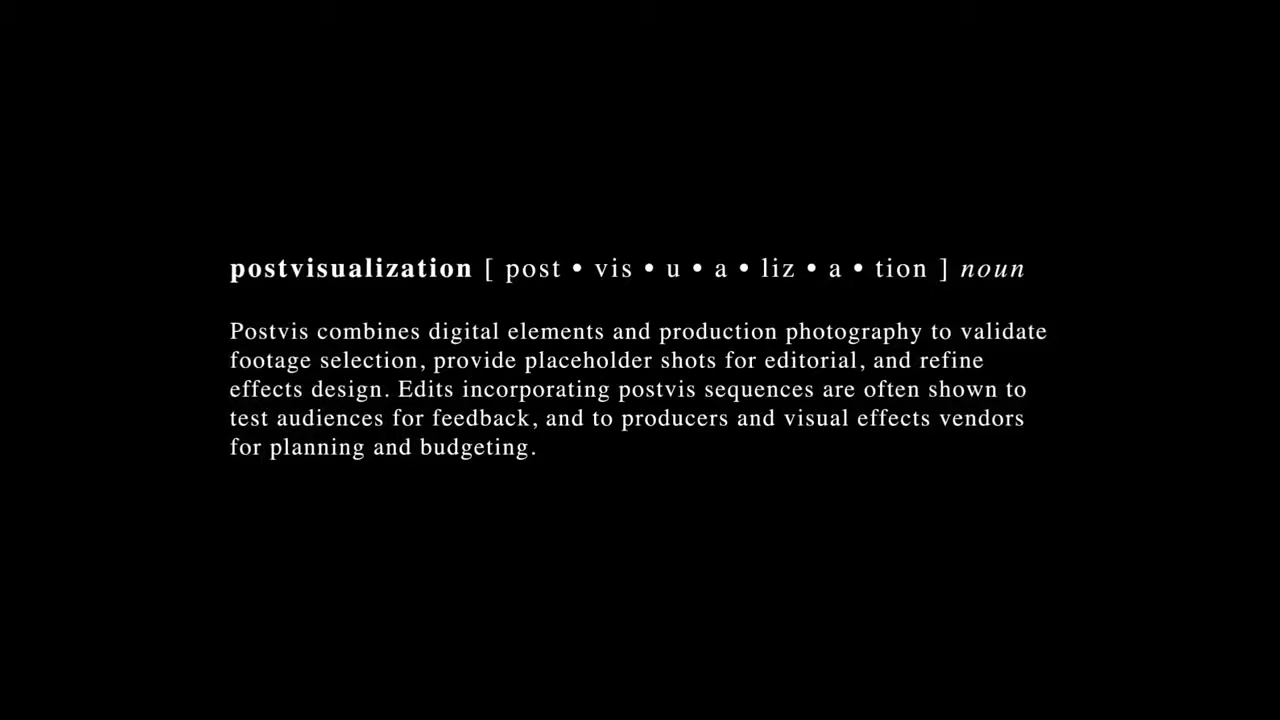 postvisualization [ post • vis • u • a • liz • a • tion ] noun
Postvis combines digital elements and production photography to validate
footage selection, provide placeholder shots for editorial, and refine
effects design. Edits incorporating postvis sequences are often shown to
test audiences for feedback, and to producers and visual effects vendors
for planning and budgeting.